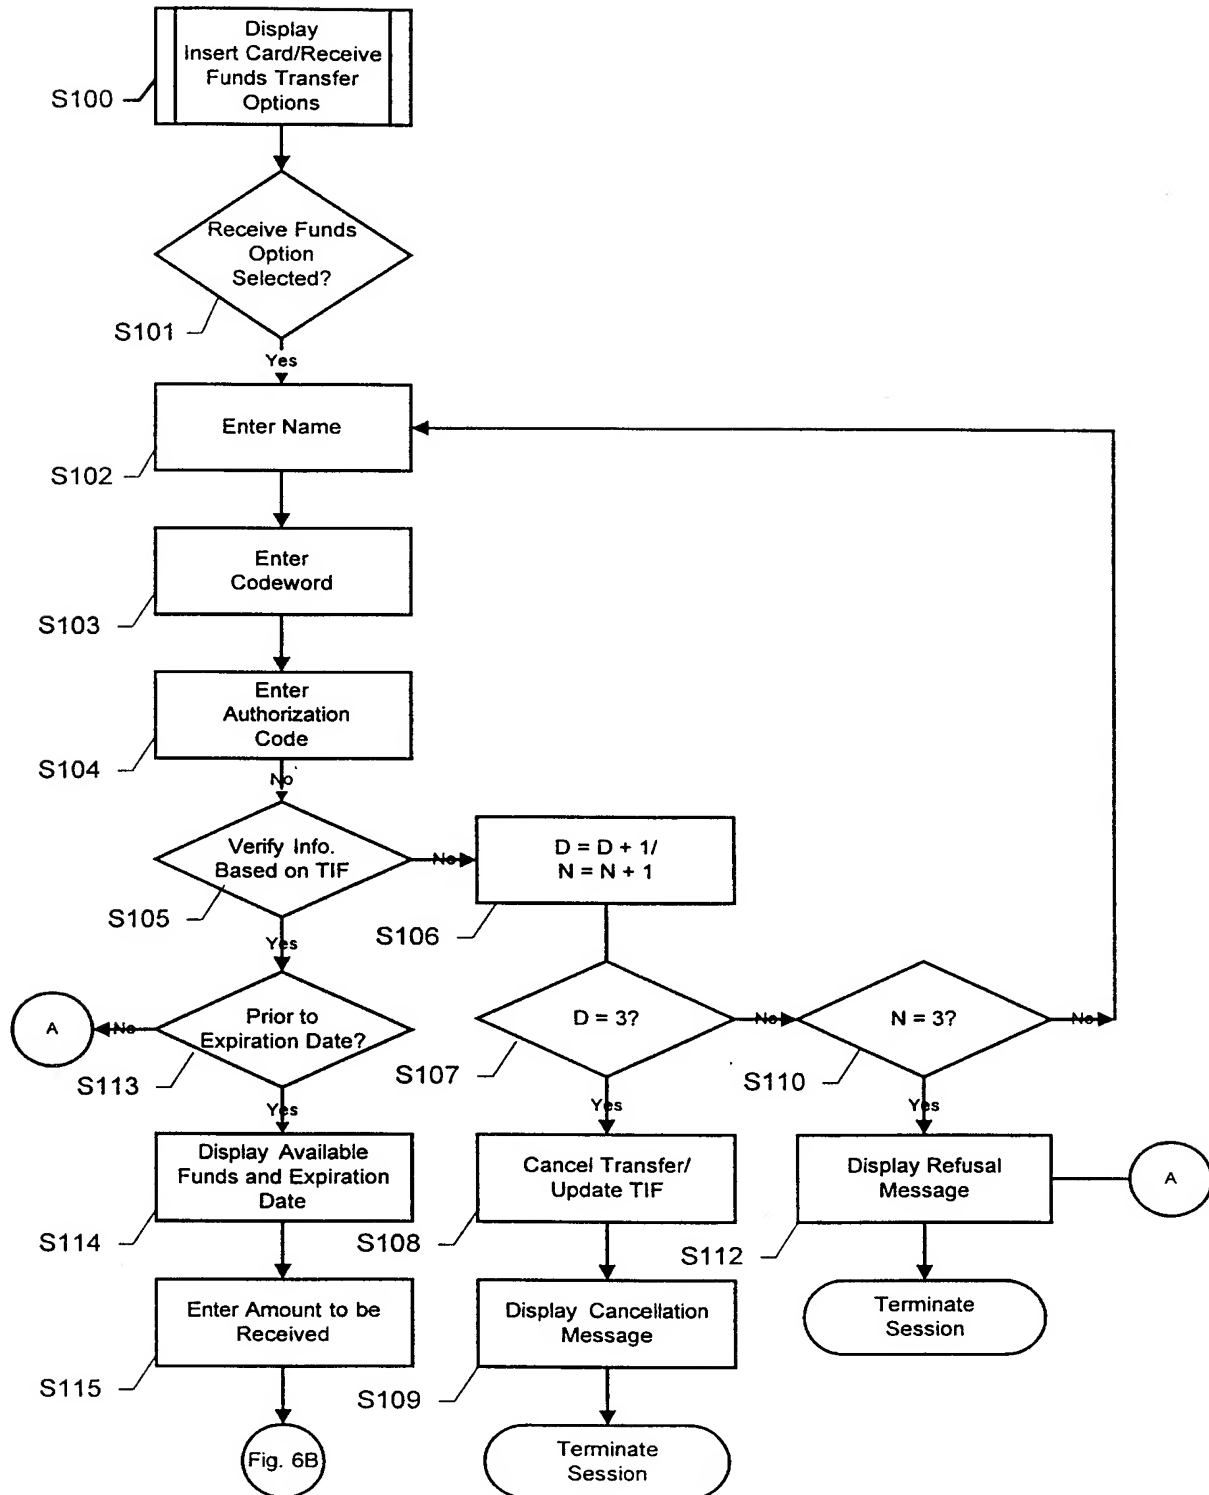 Display
Insert Card/Receive
Funds Transfer
Options
S100
Receive Funds
Option
Selected?
S101
Yes
Enter Name
S102
Enter
Codeword
S103
Enter
Authorization
Code
S104
No
Verify Info.
Based on TIF
S105
No
D = D + 1/
N = N + 1
S106
Yes
A
No
Prior to
Expiration Date?
S113
D = 3?
S107
No
N = 3?
S110
No
Yes
Yes
Yes
Display Available
Funds and Expiration
Date
S114
Cancel Transfer/
Update TIF
S108
Display Refusal
Message
S112
A
Enter Amount to be
Received
S115
Display Cancellation
Message
S109
Terminate
Session
Fig. 6B
Terminate
Session